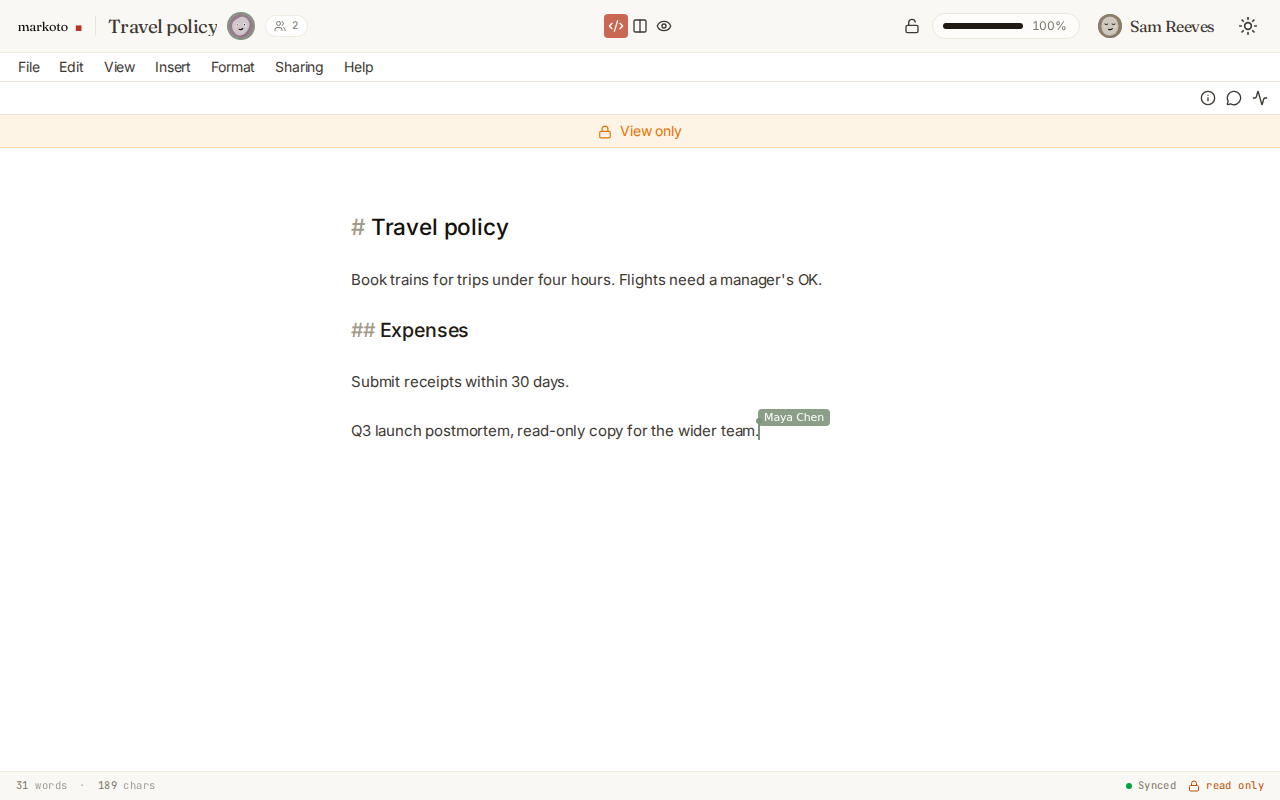 markoto Travel policy 2 100% Sam Reeves
File Edit View Insert Format Sharing Help
View only
# Travel policy
Book trains for trips under four hours. Flights need a manager's OK.
## Expenses
Submit receipts within 30 days.
Maya Chen
Q3 launch postmortem, read-only copy for the wider team.
31 words · 189 chars Synced read only